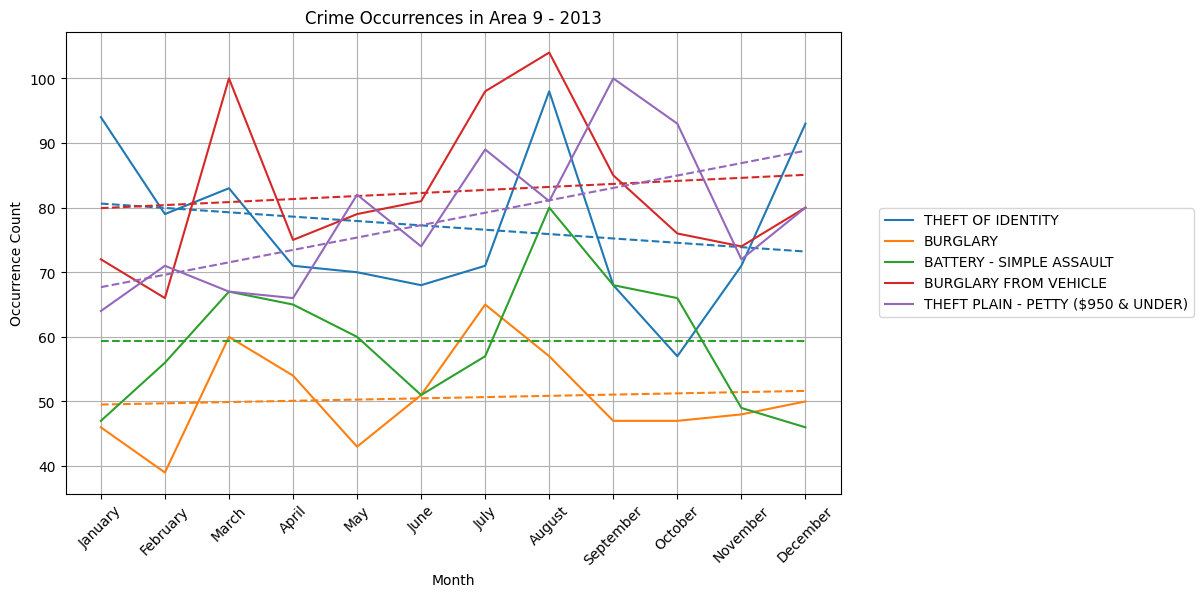 Crime Occurrences in Area 9 - 2013
Occurrence Count
100
90
80
70
60
50
40
January
February
March
April
May
June
July
August
September
October
November
December
Month
THEFT OF IDENTITY
BURGLARY
BATTERY - SIMPLE ASSAULT
BURGLARY FROM VEHICLE
THEFT PLAIN - PETTY ($950 & UNDER)